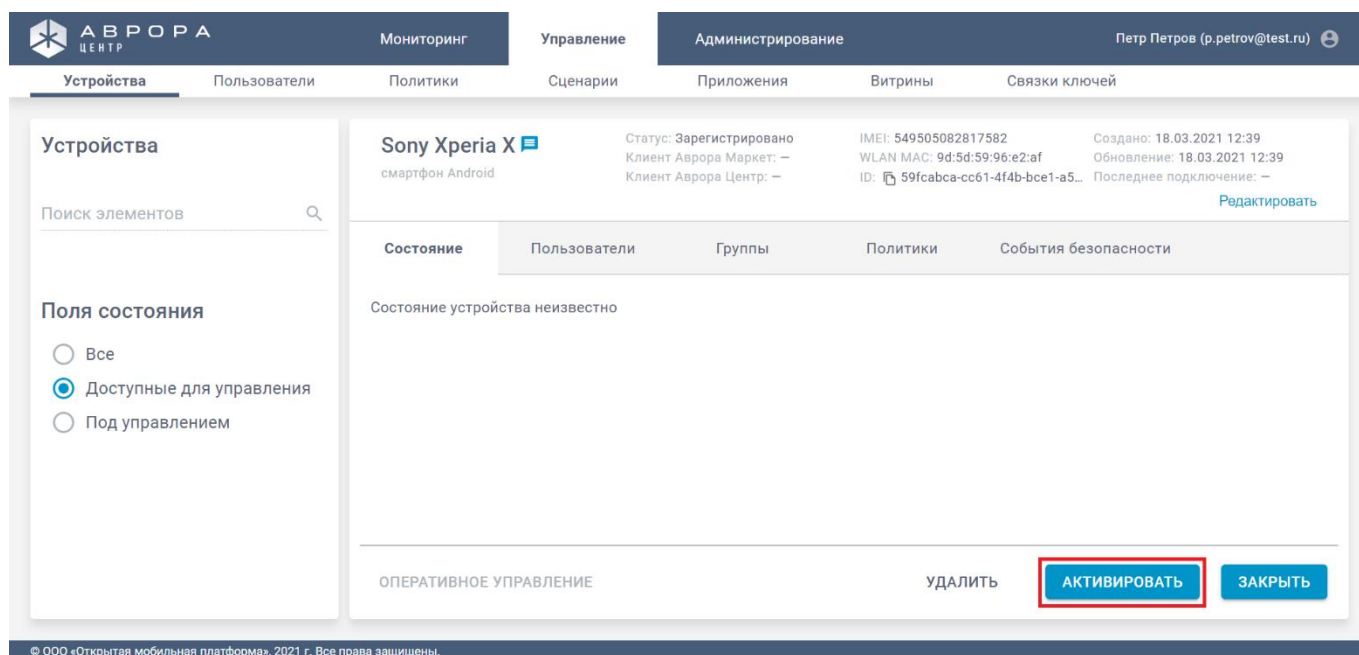 АВРОРА
ЦЕНТР
Мониторинг
Управление
Администрирование
Петр Петров (p.petrov@test.ru)
Устройства
Пользователи
Политики
Сценарии
Приложения
Витрины
Связки ключей
Устройства
Поиск элементов
Поля состояния
Все
Доступные для управления
Под управлением
Sony Xperia X
смартфон Android
Статус: Зарегистрировано
Клиент Аврора Маркет: —
Клиент Аврора Центр: —
IMEI: 549505082817582
WLAN MAC: 9d:5d:59:96:e2:af
ID: 59fcabca-cc61-4f4b-bce1-a5...
Создано: 18.03.2021 12:39
Обновление: 18.03.2021 12:39
Последнее подключение: —
Редактировать
Состояние
Пользователи
Группы
Политики
События безопасности
Состояние устройства неизвестно
ОПЕРАТИВНОЕ УПРАВЛЕНИЕ
УДАЛИТЬ
АКТИВИРОВАТЬ
ЗАКРЫТЬ
© ООО «Открытая мобильная платформа», 2021 г. Все права защищены.